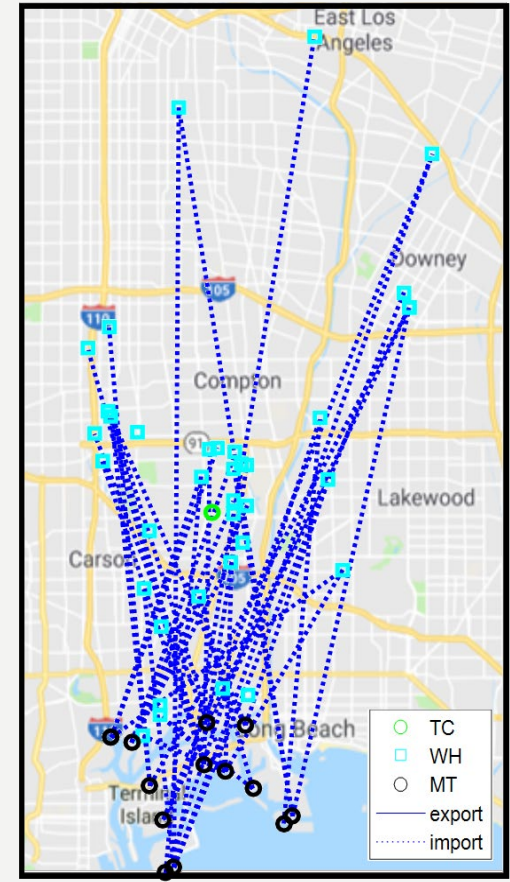 East Los
Angeles
Downey
105
110
Compton
91
Lakewood
Carson
Long Beach
Terminal
Island
TC
WH
MT
export
import